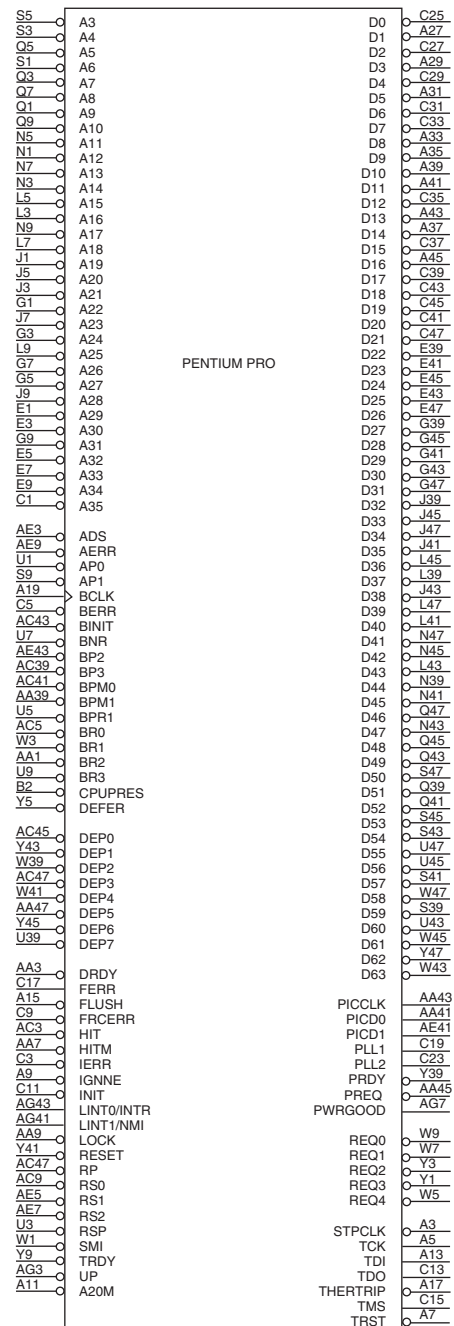 S5 A3
S3 A4
Q5 A5
S1 A6
Q3 A7
Q7 A8
Q1 A9
Q9 A10
N5 A11
N1 A12
N7 A13
N3 A14
L5 A15
L3 A16
N9 A17
L7 A18
J1 A19
J5 A20
J3 A21
G1 A22
J7 A23
G3 A24
L9 A25
G7 A26
G5 A27
J9 A28
E1 A29
E3 A30
G9 A31
E5 A32
E7 A33
E9 A34
C1 A35
AE3 ADS
AE9 AERR
U1 AP0
S9 AP1
A19 BCLK
C5 BERR
AC43 BINIT
U7 BNR
AE43 BP2
AC39 BP3
AC41 BPM0
AA39 BPM1
U5 BPR1
AC5 BR0
W3 BR1
AA1 BR2
U9 BR3
B2 CPUPRES
Y5 DEFER
AC45 DEP0
Y43 DEP1
W39 DEP2
AC47 DEP3
W41 DEP4
AA47 DEP5
Y45 DEP6
U39 DEP7
AA3 DRDY
C17 FERR
A15 FLUSH
C9 FRCERR
AC3 HIT
AA7 HITM
C3 IERR
A9 IGNNE
C11 INIT
AG43 LINT0/INTR
AG41 LINT1/NMI
AA9 LOCK
Y41 RESET
AC47 RP
AC9 RS0
AE5 RS1
AE7 RS2
U3 RSP
W1 SMI
Y9 TRDY
AG3 UP
A11 A20M
PENTIUM PRO
D0 C25
D1 A27
D2 C27
D3 A29
D4 C29
D5 A31
D6 C31
D7 C33
D8 A33
D9 A35
D10 A39
D11 A41
D12 C35
D13 A43
D14 A37
D15 C37
D16 A45
D17 C39
D18 C43
D19 C45
D20 C41
D21 C47
D22 E39
D23 E41
D24 E45
D25 E43
D26 E47
D27 G39
D28 G45
D29 G41
D30 G43
D31 G47
D32 J39
D33 J45
D34 J47
D35 J41
D36 L45
D37 L39
D38 J43
D39 L47
D40 L41
D41 N47
D42 N45
D43 L43
D44 N39
D45 N41
D46 Q47
D47 N43
D48 Q45
D49 Q43
D50 S47
D51 Q39
D52 Q41
D53 S45
D54 S43
D55 U47
D56 U45
D57 S41
D58 W47
D59 S39
D60 U43
D61 W45
D62 Y47
D63 W43
PICCLK AA43
PICD0 AA41
PICD1 AE41
PLL1 C19
PLL2 C23
PRDY Y39
PREQ AA45
PWRGOOD AG7
REQ0 W9
REQ1 W7
REQ2 Y3
REQ3 Y1
REQ4 W5
STPCLK A3
TCK A5
TDI A13
TDO C13
THERTRIP A17
TMS C15
TRST A7